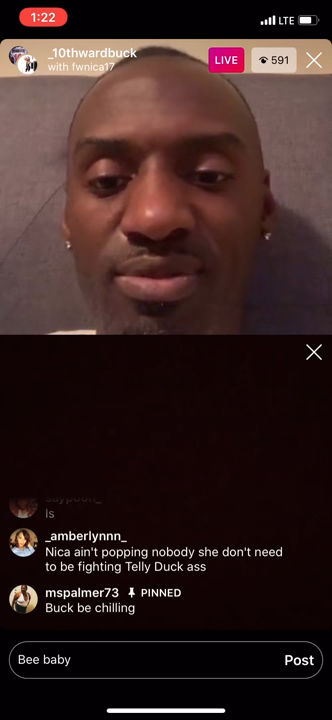 1:22
LTE
_10thwardbuck
with fwnica17
LIVE
591
Is
_amberlynnn_
Nica ain't popping nobody she don't need
to be fighting Telly Duck ass
mspalmer73 PINNED
Buck be chilling
Bee baby
Post